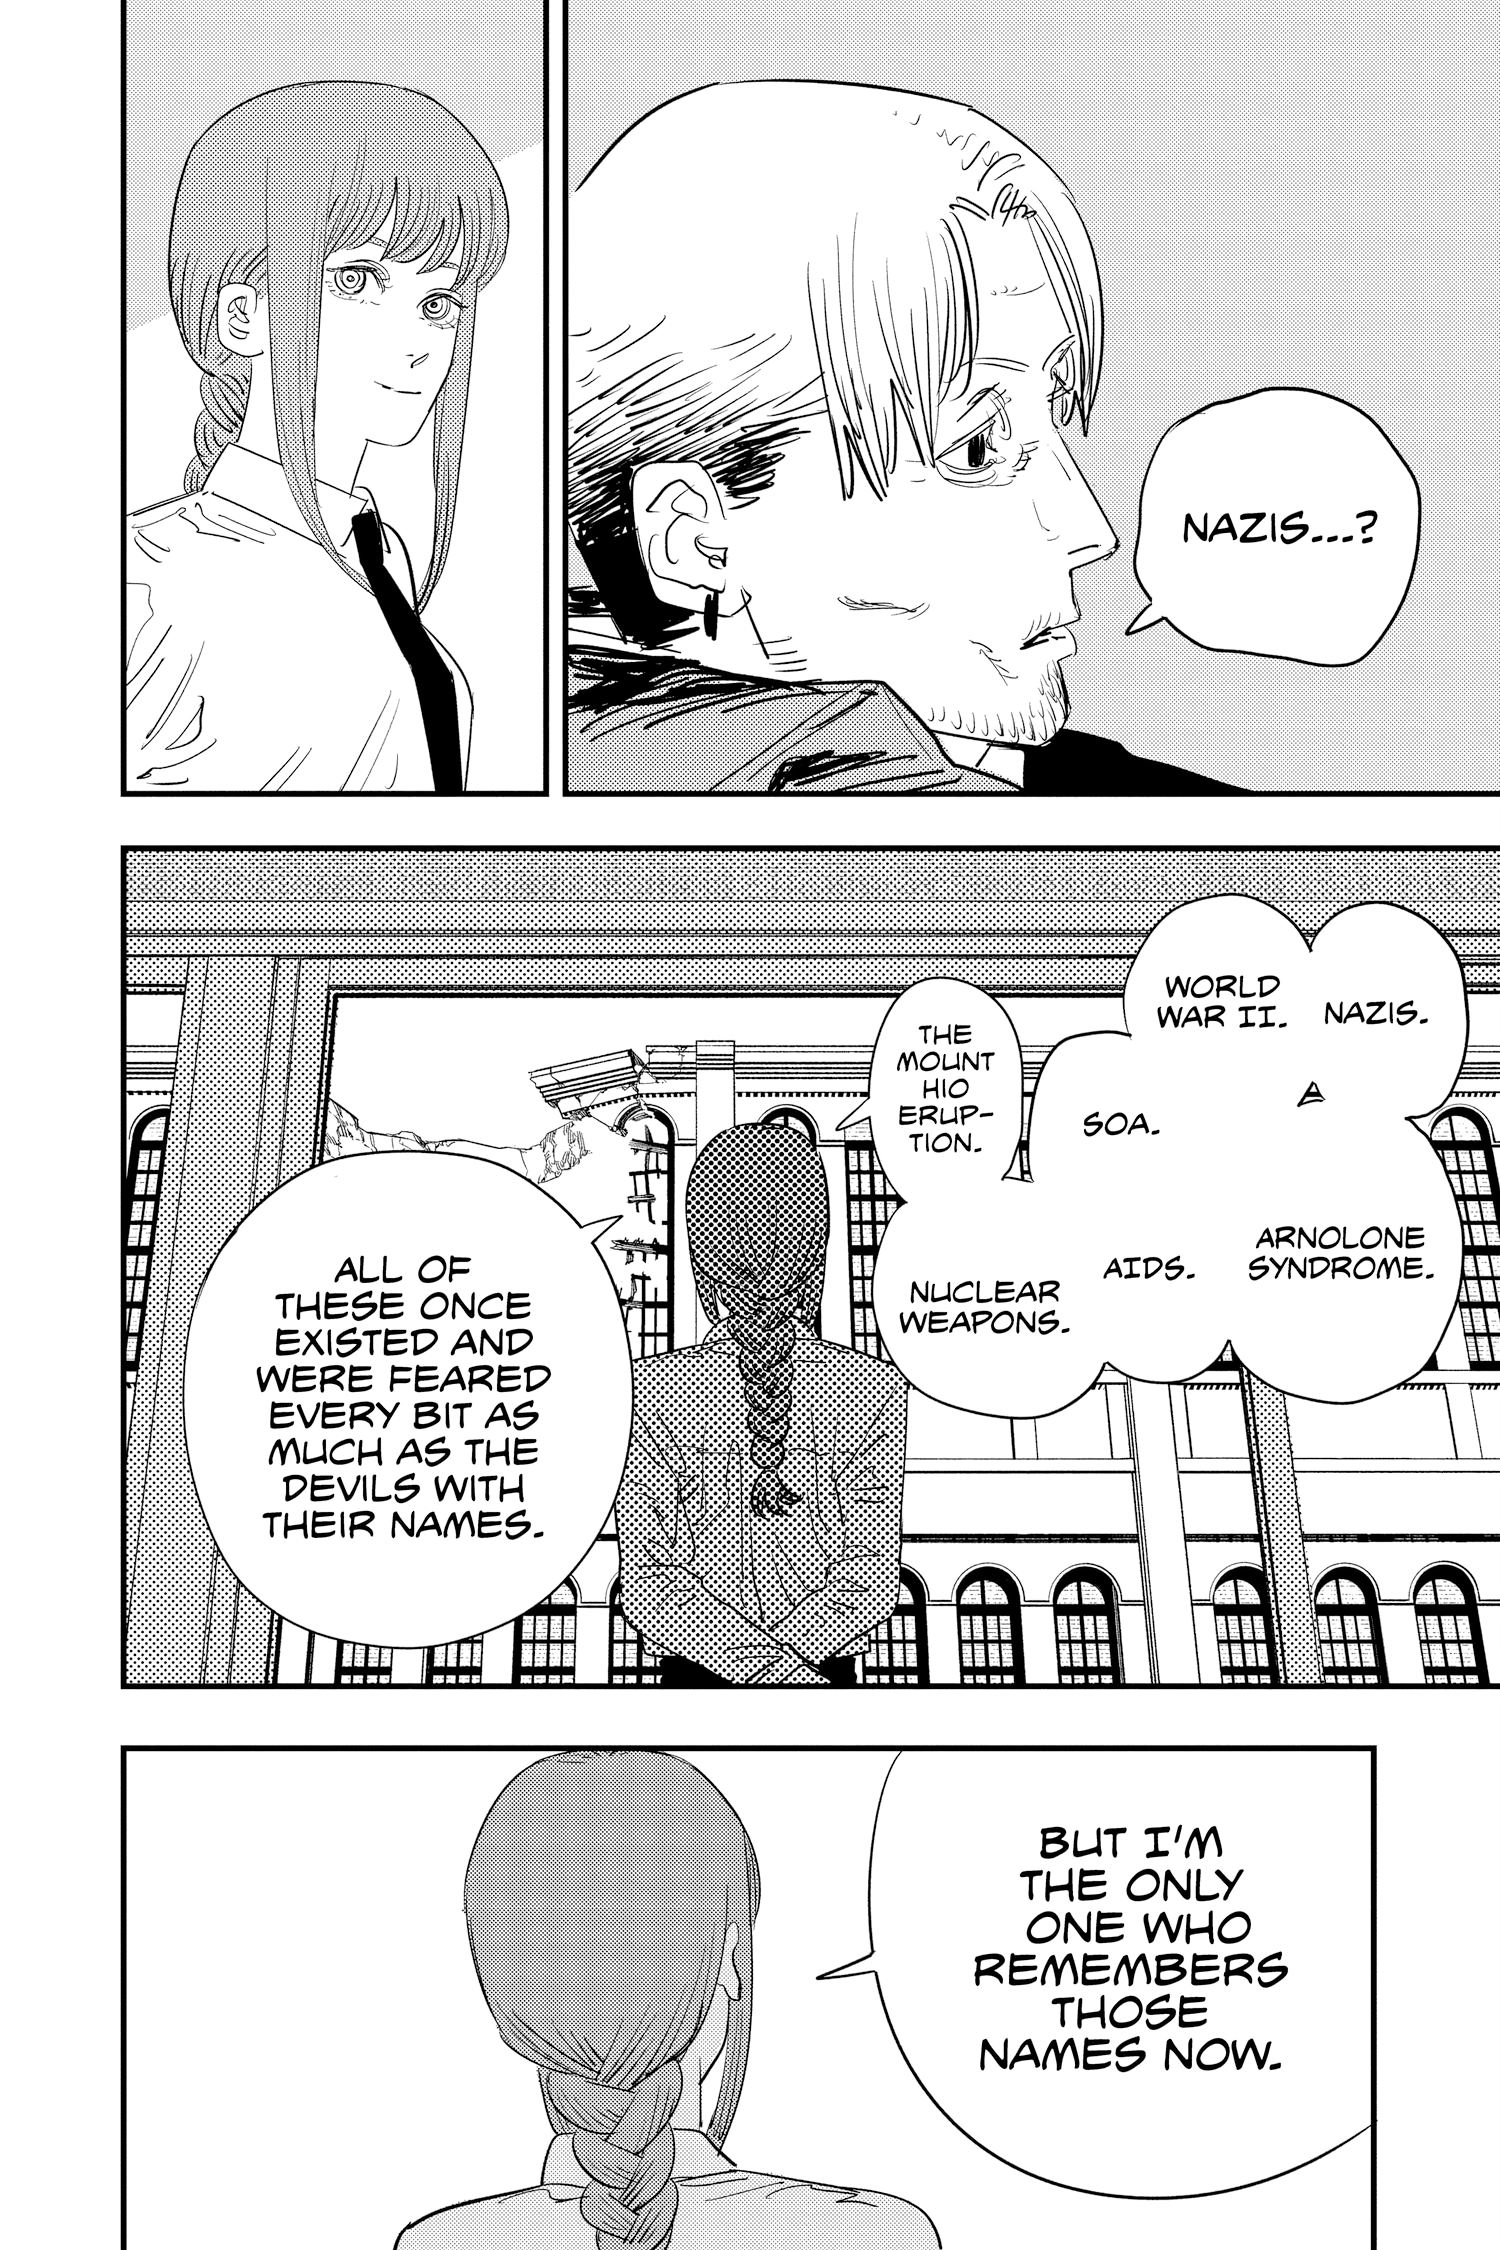 NAZIS...?
NAZIS.
WORLD
WAR II.
SOA.
ARNOLONE
SYNDROME.
AIDS.
NUCLEAR
WEAPONS.
THE
MOUNT
HIO
ERUP-
TION.
ALL OF
THESE ONCE
EXISTED AND
WERE FEARED
EVERY BIT AS
MUCH AS THE
DEVILS WITH
THEIR NAMES.
BUT I'M
THE ONLY
ONE WHO
REMEMBERS
THOSE
NAMES NOW.